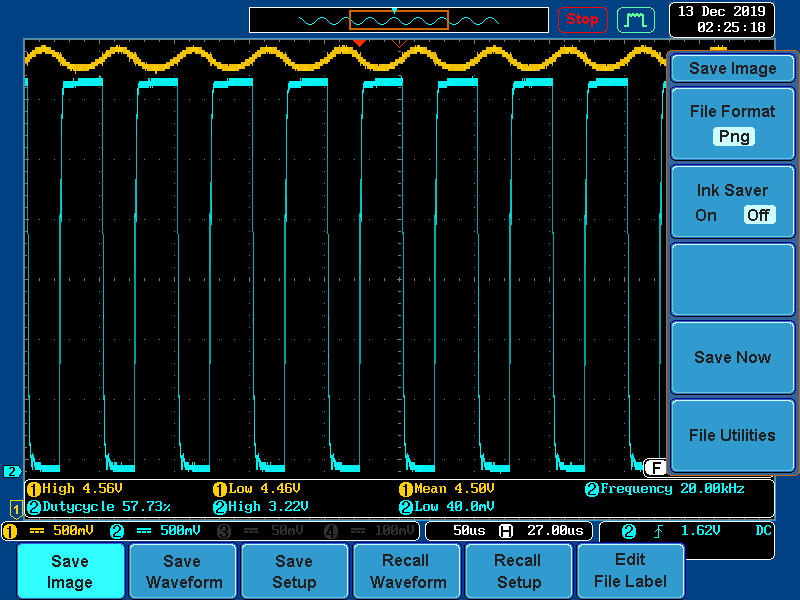 Stop
13 Dec 2019
02:25:18
Save Image
File Format
Png
Ink Saver
On Off
Save Now
File Utilities
F
2
1 High 4.56V 1 Low 4.46V 1 Mean 4.50V 2 Frequency 20.00kHz
1 2 Dutycycle 57.73% 2 High 3.22V 2 Low 40.0mV
1 500mV 2 500mV 3 50mV 4 100mV 50us H 27.00us 2 1.62V DC
Save Image
Save Waveform
Save Setup
Recall Waveform
Recall Setup
Edit File Label